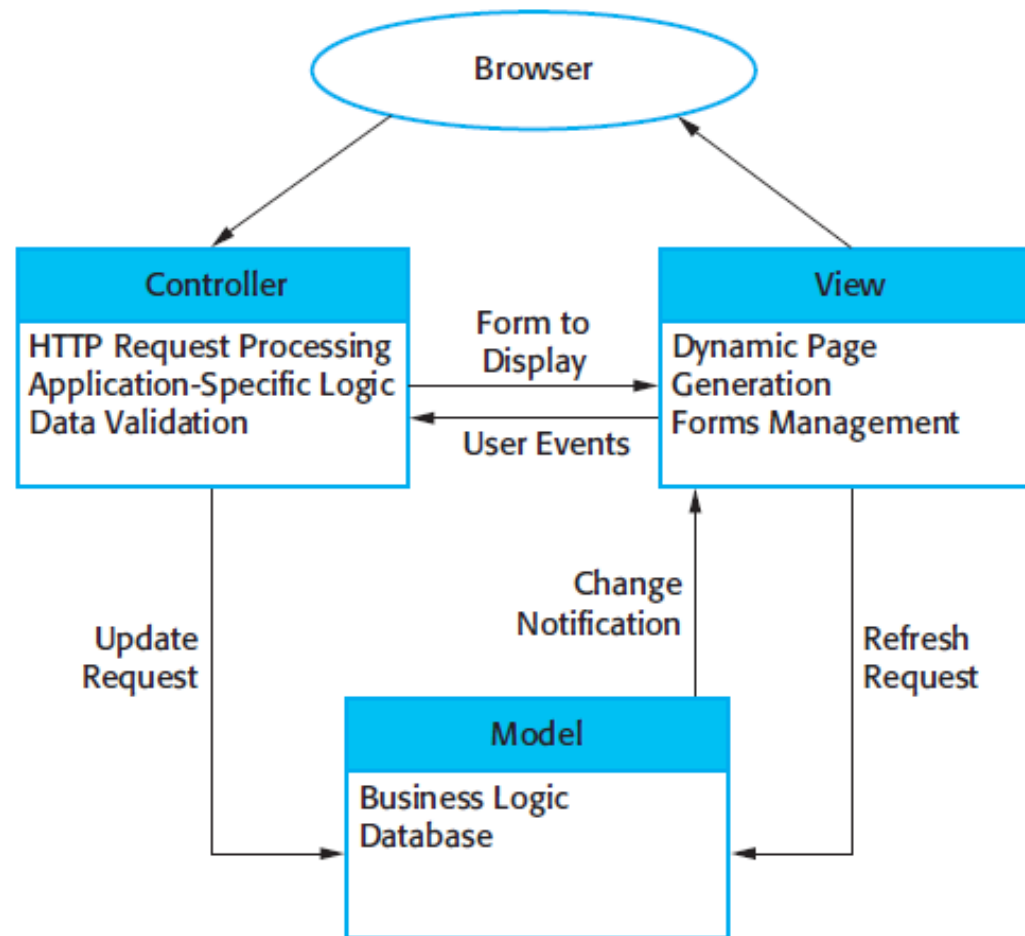 Browser
Controller
HTTP Request Processing
Application-Specific Logic
Data Validation
Form to
Display
User Events
View
Dynamic Page
Generation
Forms Management
Update
Request
Change
Notification
Refresh
Request
Model
Business Logic
Database